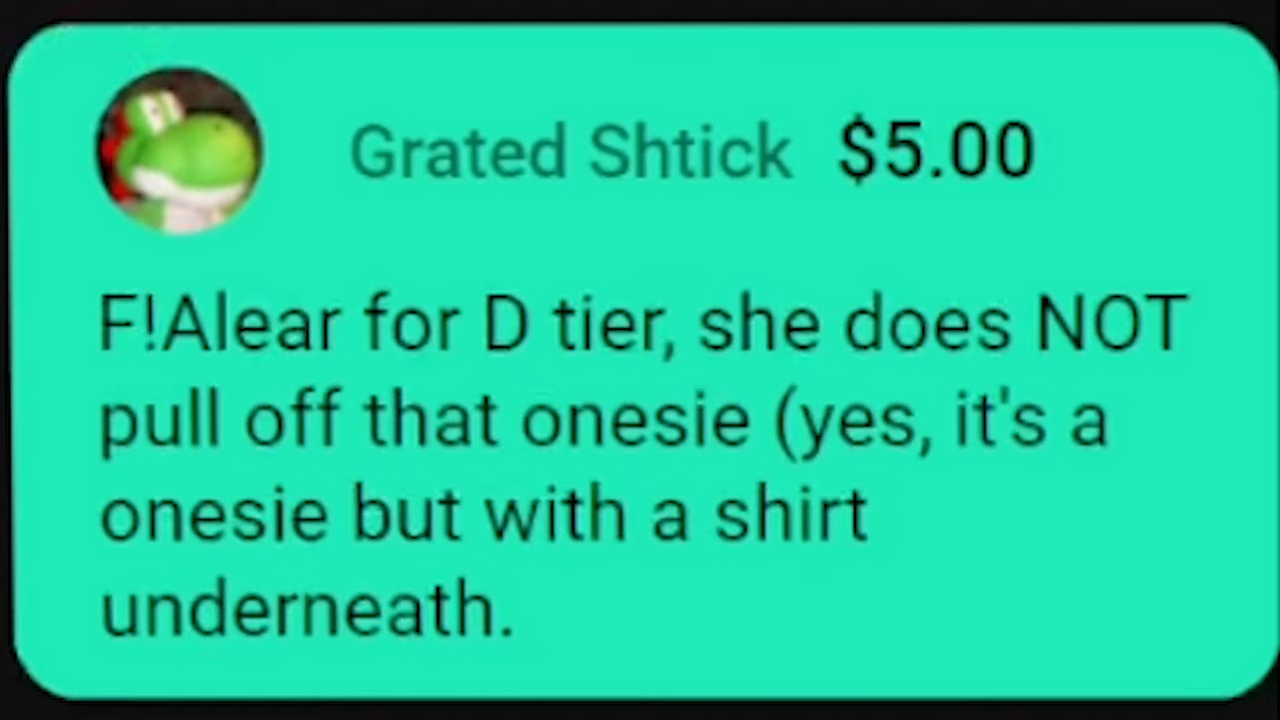 Grated Shtick $5.00
F!Alear for D tier, she does NOT
pull off that onesie (yes, it's a
onesie but with a shirt
underneath.